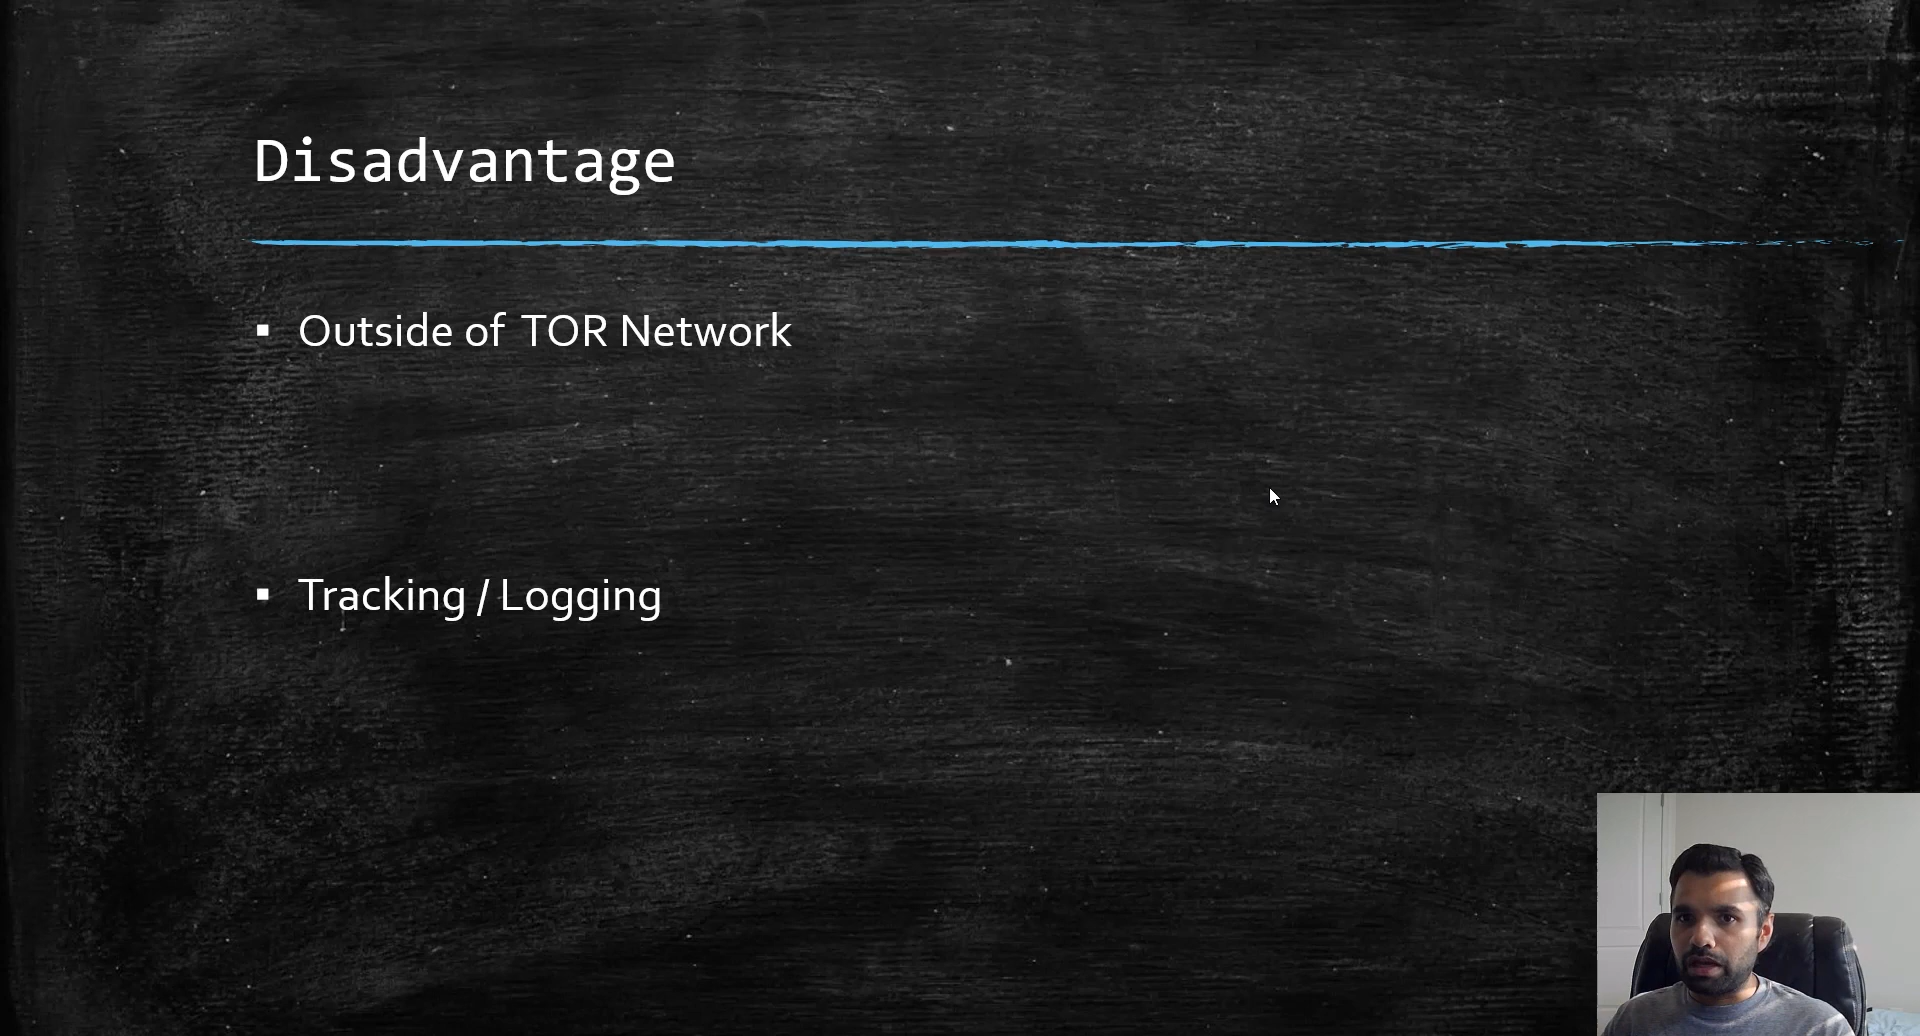 Disadvantage
▪ Outside of TOR Network
▪ Tracking / Logging